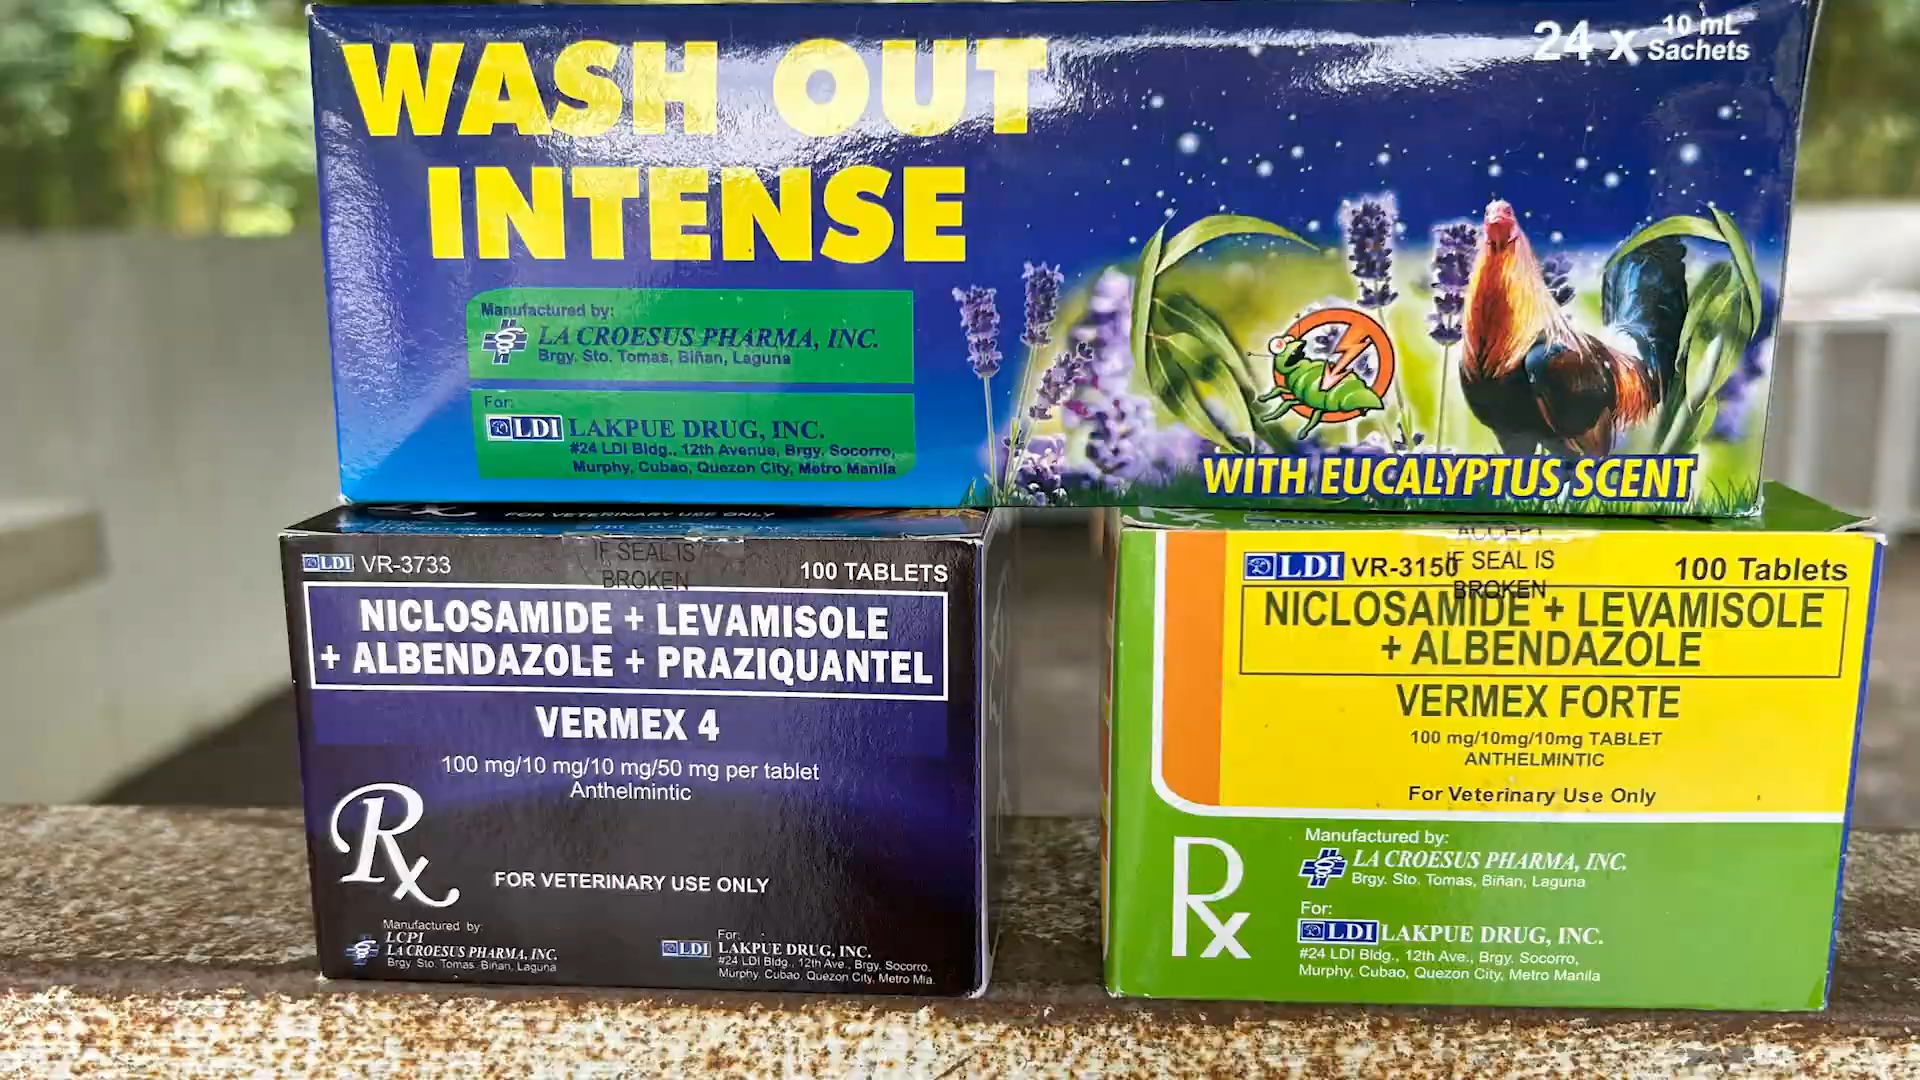 WASH OUT
INTENSE
24 x 10 mL Sachets
Manufactured by:
LA CROESUS PHARMA, INC.
Brgy. Sto. Tomas, Biñan, Laguna
For:
LDI LAKPUE DRUG, INC.
#24 LDI Bldg., 12th Avenue, Brgy. Socorro,
Murphy, Cubao, Quezon City, Metro Manila
WITH EUCALYPTUS SCENT
FOR VETERINARY USE ONLY
IF SEAL IS
BROKEN
LDI VR-3733
100 TABLETS
NICLOSAMIDE + LEVAMISOLE
+ ALBENDAZOLE + PRAZIQUANTEL
VERMEX 4
100 mg/10 mg/10 mg/50 mg per tablet
Anthelmintic
Rx
FOR VETERINARY USE ONLY
Manufactured by:
LCPI
LA CROESUS PHARMA, INC.
Brgy. Sto. Tomas. Biñan, Laguna
For:
LDI LAKPUE DRUG, INC.
#24 LDI Bldg., 12th Ave., Brgy. Socorro.
Murphy, Cubao, Quezon City, Metro Mla.
ACCEPT
IF SEAL IS
BROKEN
LDI VR-3150
100 Tablets
NICLOSAMIDE + LEVAMISOLE
+ ALBENDAZOLE
VERMEX FORTE
100 mg/10mg/10mg TABLET
ANTHELMINTIC
For Veterinary Use Only
Rx
Manufactured by:
LA CROESUS PHARMA, INC.
Brgy. Sto. Tomas, Biñan, Laguna
For:
LDI LAKPUE DRUG, INC.
#24 LDI Bldg., 12th Ave., Brgy. Socorro,
Murphy, Cubao, Quezon City, Metro Manila